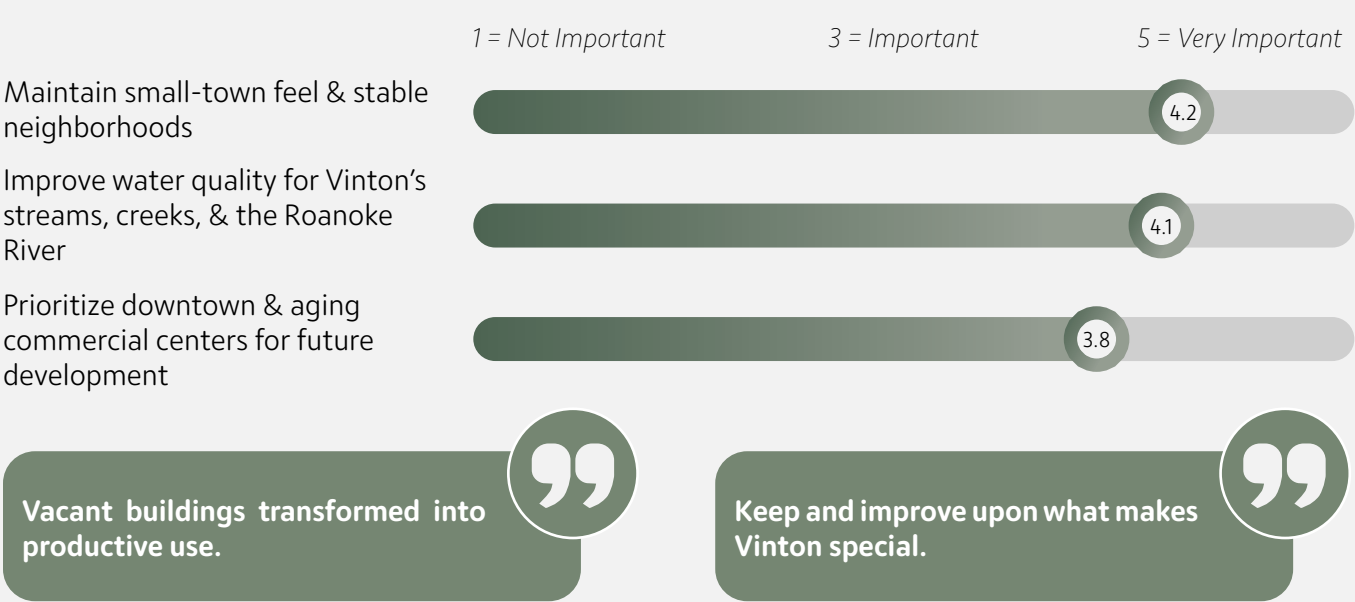 1 = Not Important 3 = Important 5 = Very Important
Maintain small-town feel & stable
neighborhoods
4.2
Improve water quality for Vinton’s
streams, creeks, & the Roanoke
River
4.1
Prioritize downtown & aging
commercial centers for future
development
3.8
Vacant buildings transformed into
productive use.
Keep and improve upon what makes
Vinton special.